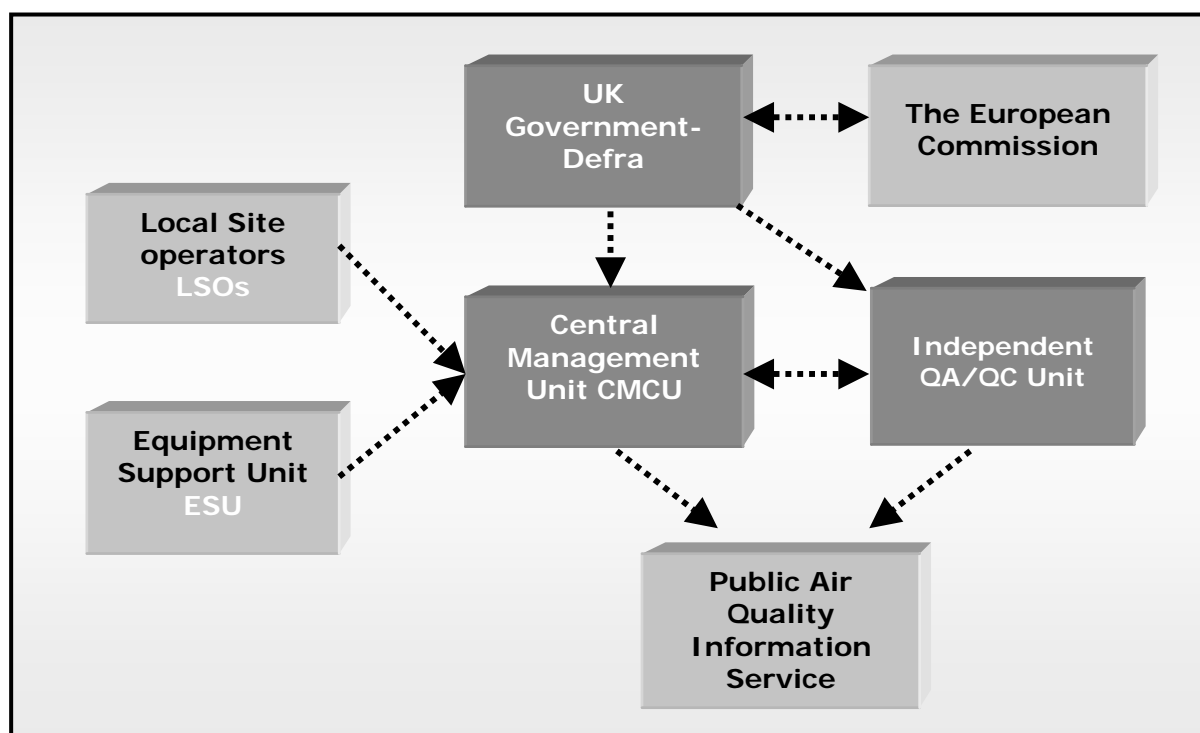 UK
Government-
Defra
The European
Commission
Local Site
operators
LSOs
Central
Management
Unit CMCU
Independent
QA/QC Unit
Equipment
Support Unit
ESU
Public Air
Quality
Information
Service